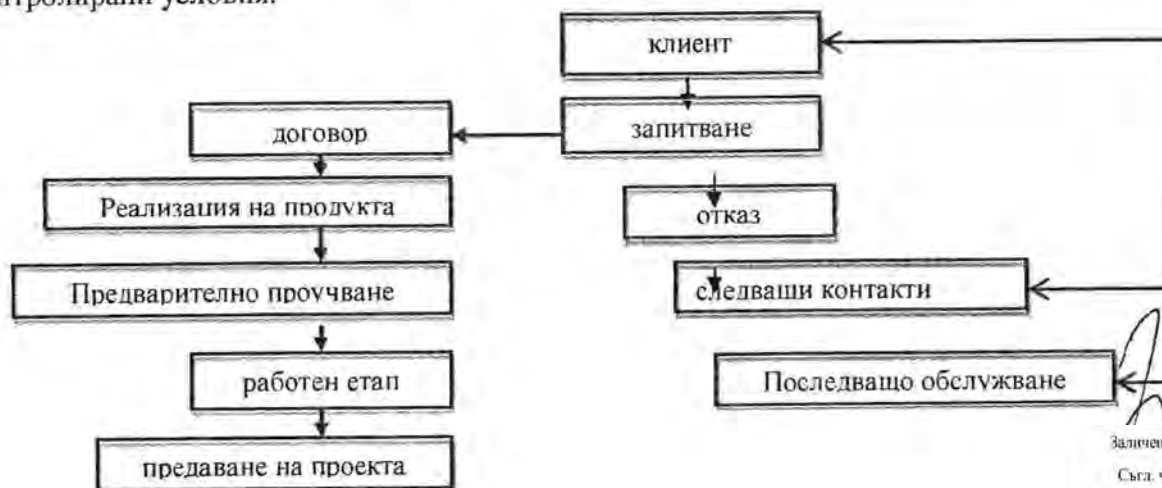 клиент
договор
запитване
Реализация на продукта
отказ
Предварително проучване
следващи контакти
работен етап
Последващо обслужване
предаване на проекта